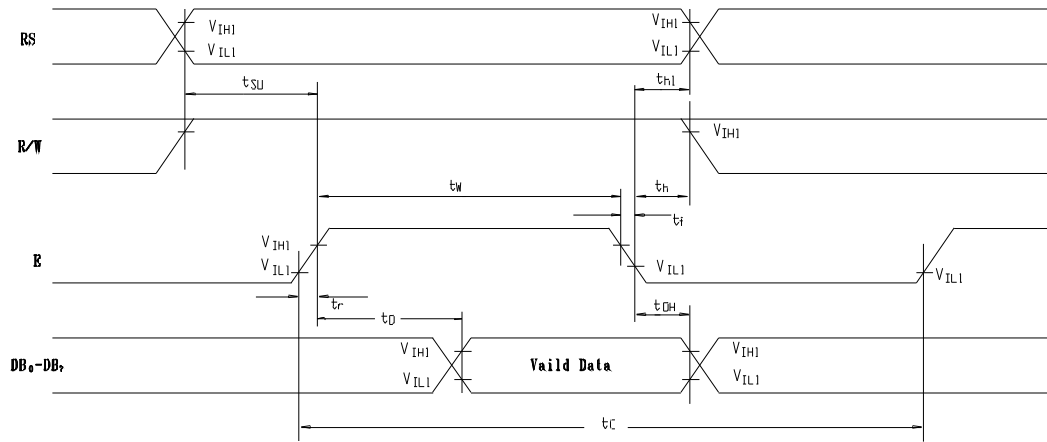 RS
V_IH1
V_IL1
V_IH1
V_IL1
t_SU
t_h1
R/W
V_IH1
t_W
t_h
t_f
E
V_IH1
V_IL1
V_IL1
V_IL1
t_r
t_D
t_DH
DB₀-DB₇
V_IH1
V_IL1
Vaild Data
V_IH1
V_IL1
t_C